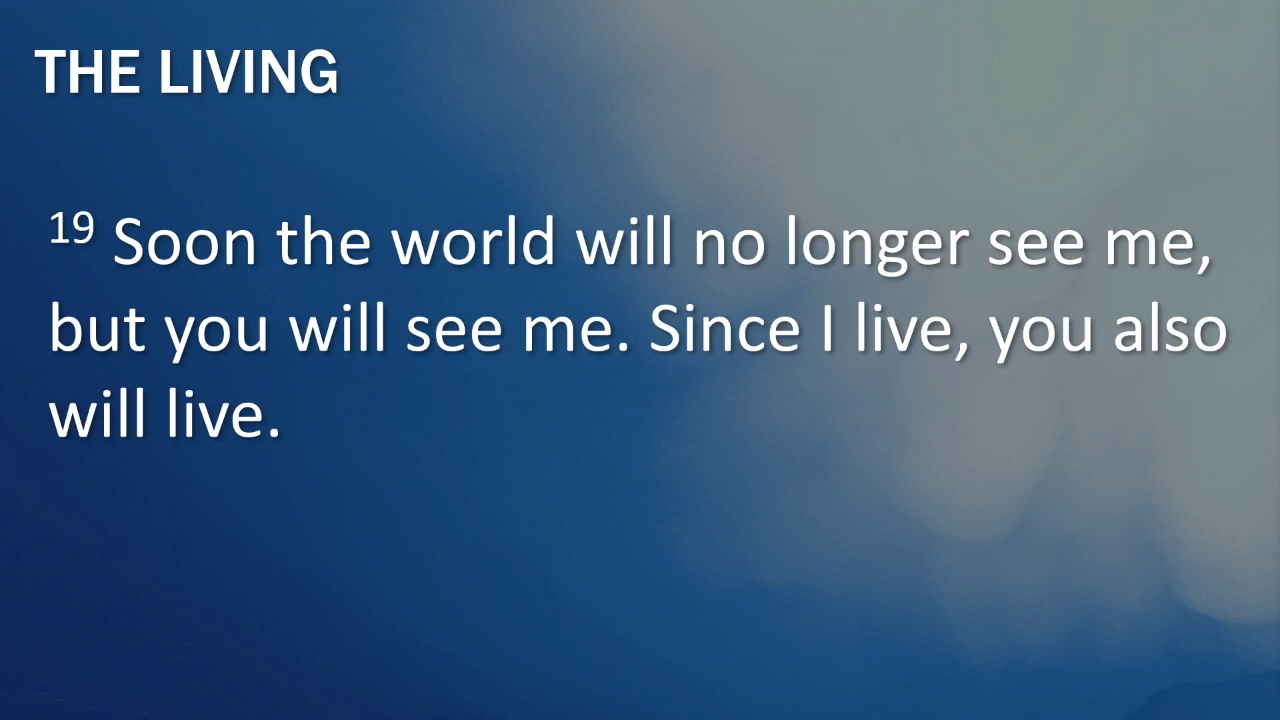 THE LIVING
19 Soon the world will no longer see me,
but you will see me. Since I live, you also
will live.